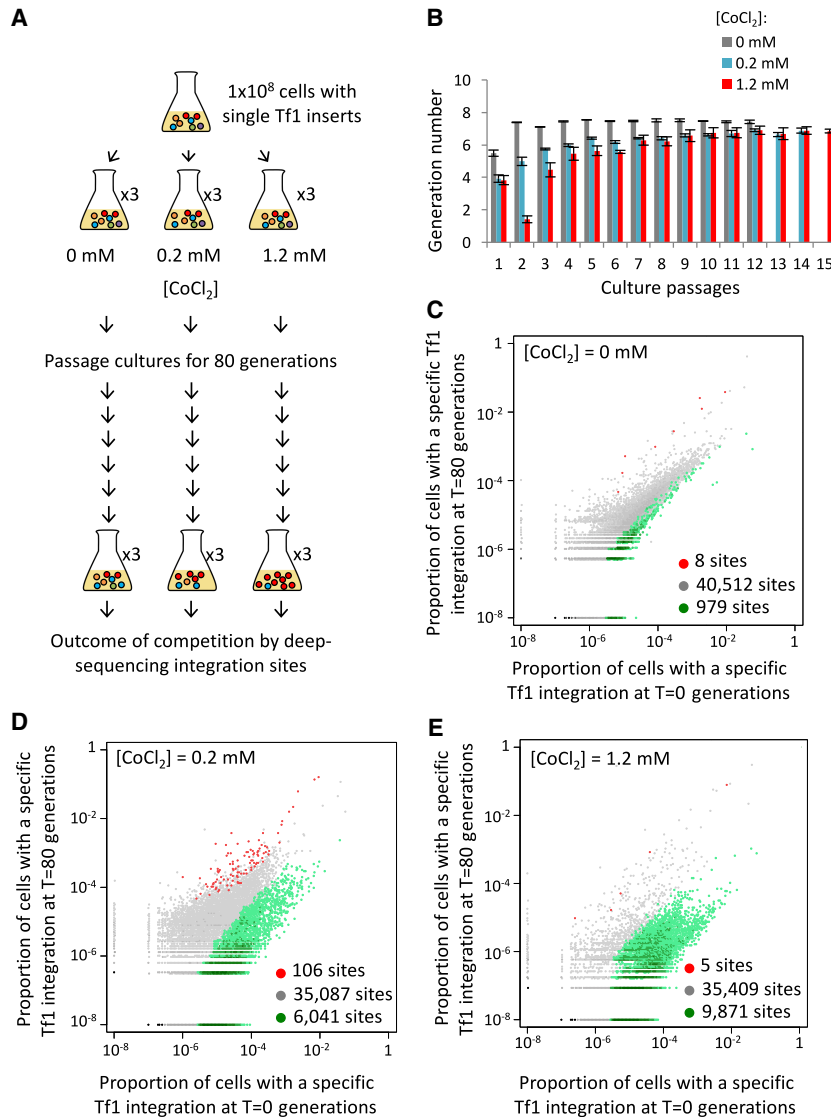 A
1x10⁸ cells with
single Tf1 inserts
x3
x3
x3
0 mM
0.2 mM
1.2 mM
[CoCl₂]
Passage cultures for 80 generations
x3
x3
x3
Outcome of competition by deep-
sequencing integration sites
B
[CoCl₂]:
0 mM
0.2 mM
1.2 mM
Generation number
10
8
6
4
2
0
1 2 3 4 5 6 7 8 9 10 11 12 13 14 15
Culture passages
C
[CoCl₂] = 0 mM
Proportion of cells with a specific Tf1
integration at T=80 generations
1
10⁻²
10⁻⁴
10⁻⁶
10⁻⁸
8 sites
40,512 sites
979 sites
10⁻⁸ 10⁻⁶ 10⁻⁴ 10⁻² 1
Proportion of cells with a specific
Tf1 integration at T=0 generations
D
[CoCl₂] = 0.2 mM
Proportion of cells with a specific
Tf1 integration at T=80 generations
1
10⁻²
10⁻⁴
10⁻⁶
10⁻⁸
106 sites
35,087 sites
6,041 sites
10⁻⁸ 10⁻⁶ 10⁻⁴ 10⁻² 1
Proportion of cells with a specific
Tf1 integration at T=0 generations
E
[CoCl₂] = 1.2 mM
Proportion of cells with a specific
Tf1 integration at T=80 generations
1
10⁻²
10⁻⁴
10⁻⁶
10⁻⁸
5 sites
35,409 sites
9,871 sites
10⁻⁸ 10⁻⁶ 10⁻⁴ 10⁻² 1
Proportion of cells with a specific
Tf1 integration at T=0 generations